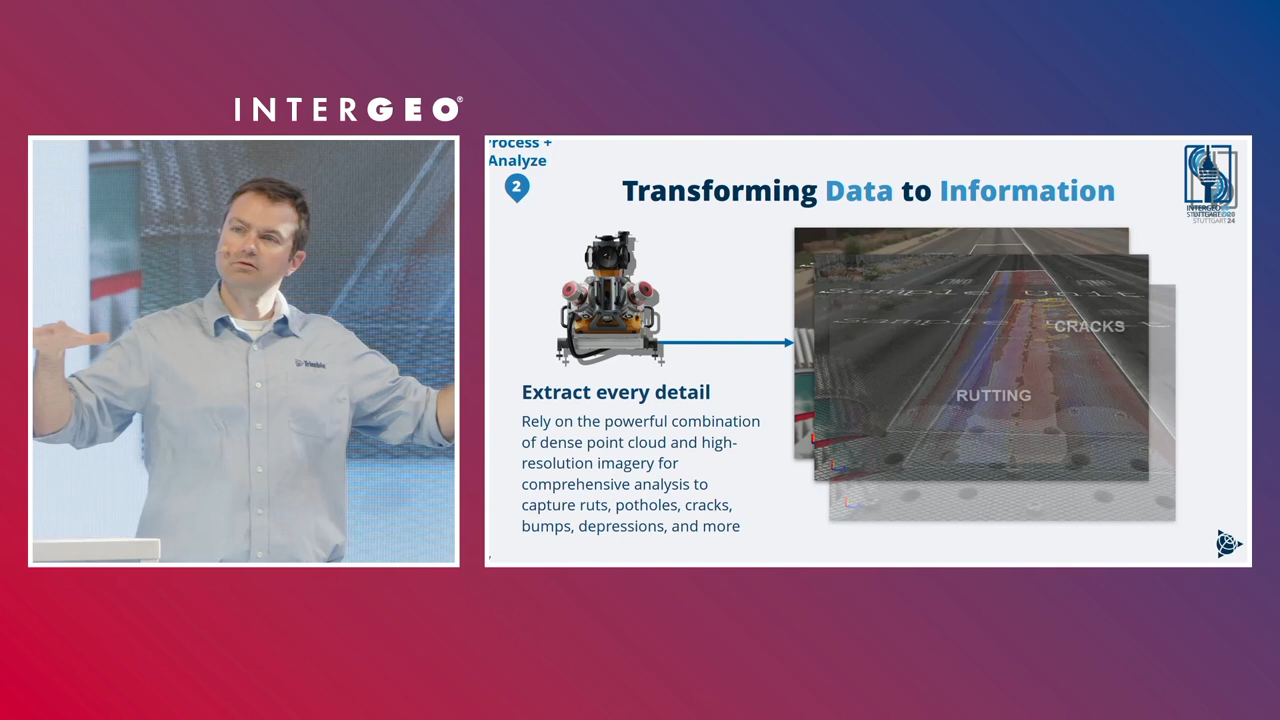 INTERGEO®
rocess +
Analyze
2
Transforming Data to Information
Trimble
CRACKS
RUTTING
Extract every detail
Rely on the powerful combination
of dense point cloud and high-
resolution imagery for
comprehensive analysis to
capture ruts, potholes, cracks,
bumps, depressions, and more
INTERGEO
STUTTGART 24